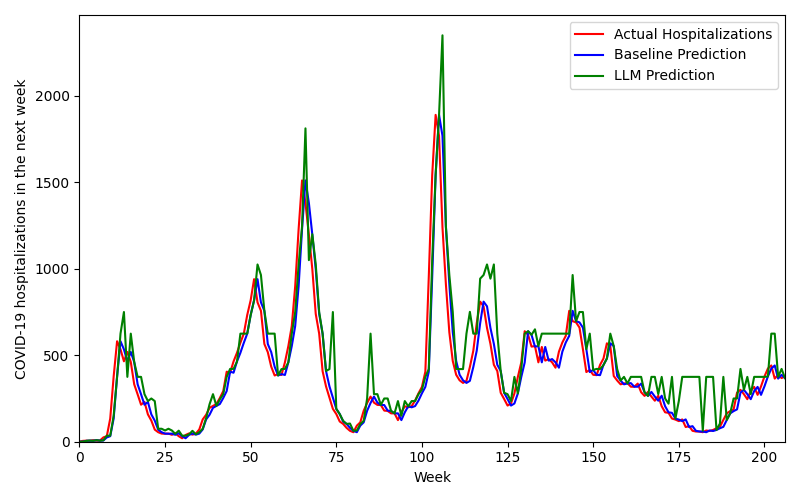 Actual Hospitalizations
Baseline Prediction
LLM Prediction
COVID-19 hospitalizations in the next week
2000
1500
1000
500
0
0 25 50 75 100 125 150 175 200
Week